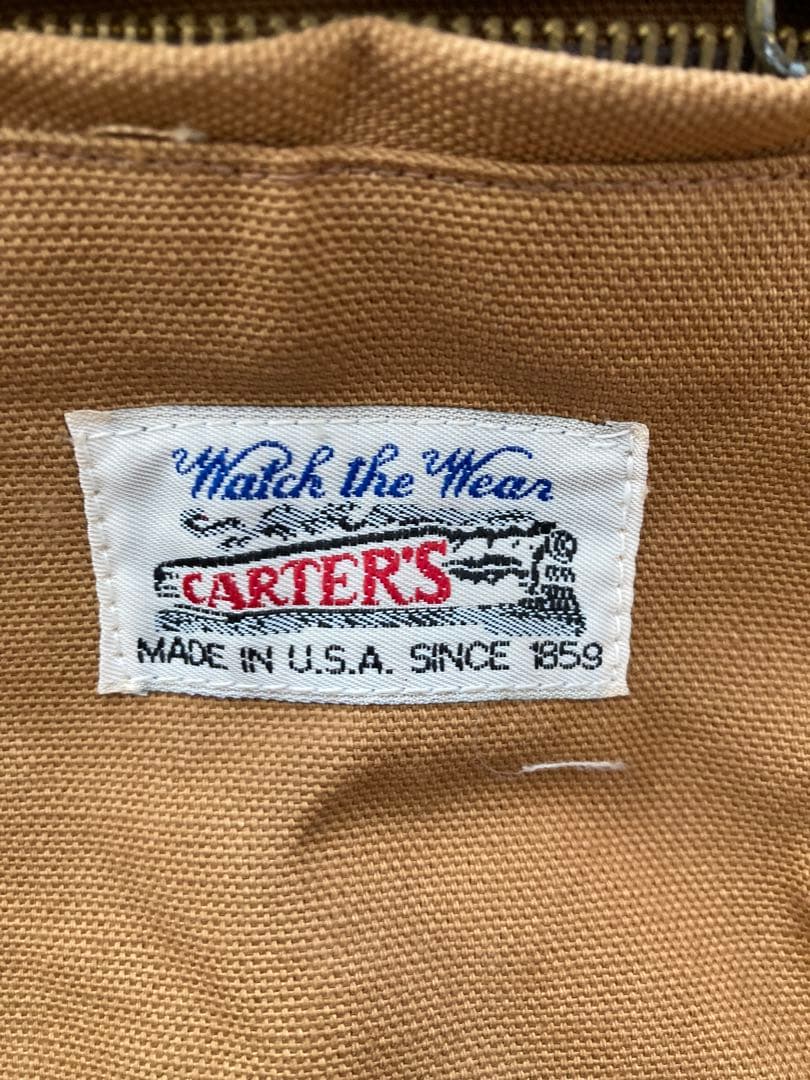 Watch the Wear
CARTER'S
MADE IN U.S.A. SINCE 1859